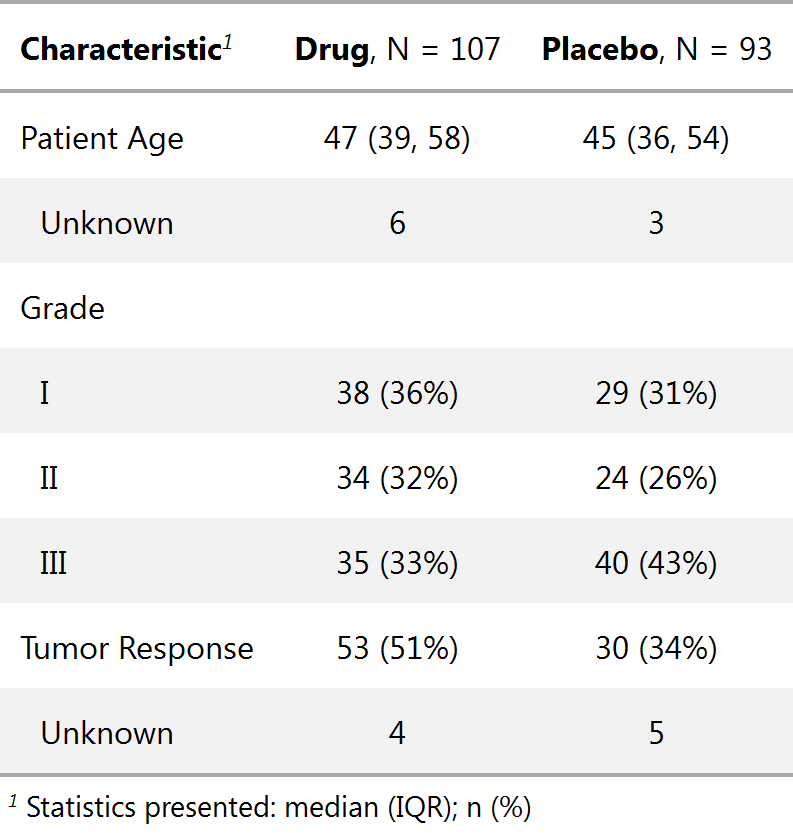 Characteristic1 Drug, N = 107 Placebo, N = 93
Patient Age 47 (39, 58) 45 (36, 54)
Unknown 6 3
Grade
I 38 (36%) 29 (31%)
II 34 (32%) 24 (26%)
III 35 (33%) 40 (43%)
Tumor Response 53 (51%) 30 (34%)
Unknown 4 5
1 Statistics presented: median (IQR); n (%)